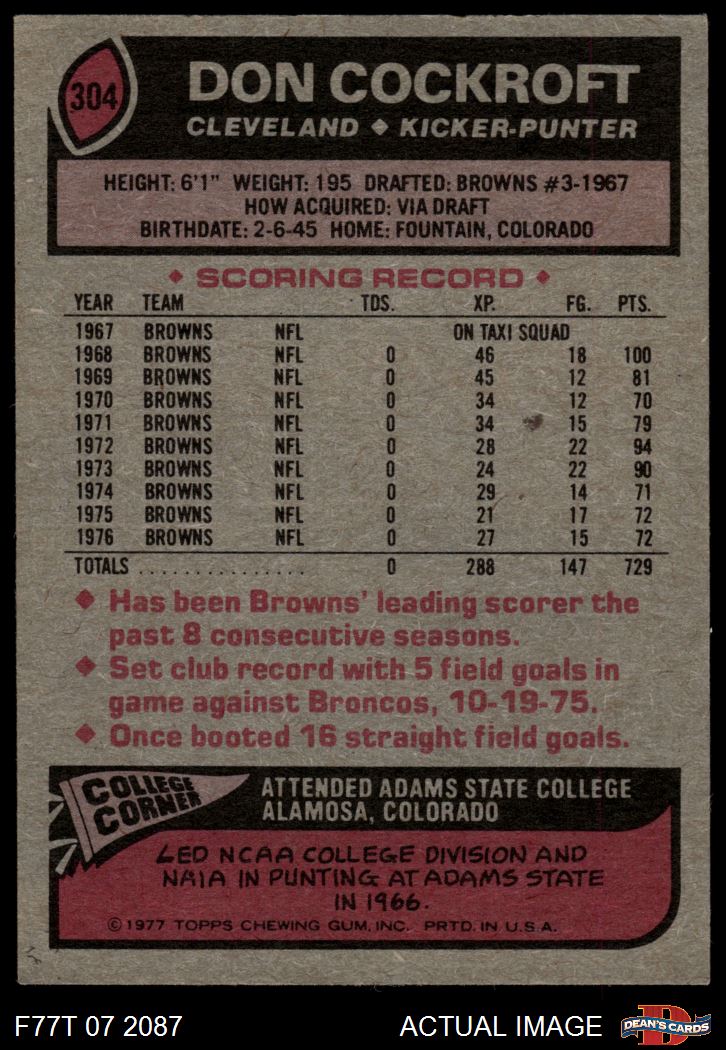 304
DON COCKROFT
CLEVELAND ◆ KICKER-PUNTER
HEIGHT: 6'1" WEIGHT: 195 DRAFTED: BROWNS #3-1967
HOW ACQUIRED: VIA DRAFT
BIRTHDATE: 2-6-45 HOME: FOUNTAIN, COLORADO
◆ SCORING RECORD ◆
YEAR TEAM TDS. XP. FG. PTS.
1967 BROWNS NFL ON TAXI SQUAD
1968 BROWNS NFL 0 46 18 100
1969 BROWNS NFL 0 45 12 81
1970 BROWNS NFL 0 34 12 70
1971 BROWNS NFL 0 34 15 79
1972 BROWNS NFL 0 28 22 94
1973 BROWNS NFL 0 24 22 90
1974 BROWNS NFL 0 29 14 71
1975 BROWNS NFL 0 21 17 72
1976 BROWNS NFL 0 27 15 72
TOTALS ................ 0 288 147 729
◆ Has been Browns' leading scorer the
past 8 consecutive seasons.
◆ Set club record with 5 field goals in
game against Broncos, 10-19-75.
◆ Once booted 16 straight field goals.
COLLEGE
CORNER
ATTENDED ADAMS STATE COLLEGE
ALAMOSA, COLORADO
LED NCAA COLLEGE DIVISION AND
NAIA IN PUNTING AT ADAMS STATE
IN 1966.
©1977 TOPPS CHEWING GUM, INC. PRTD. IN U.S.A.
F77T 07 2087 ACTUAL IMAGE
D
DEAN'S CARDS